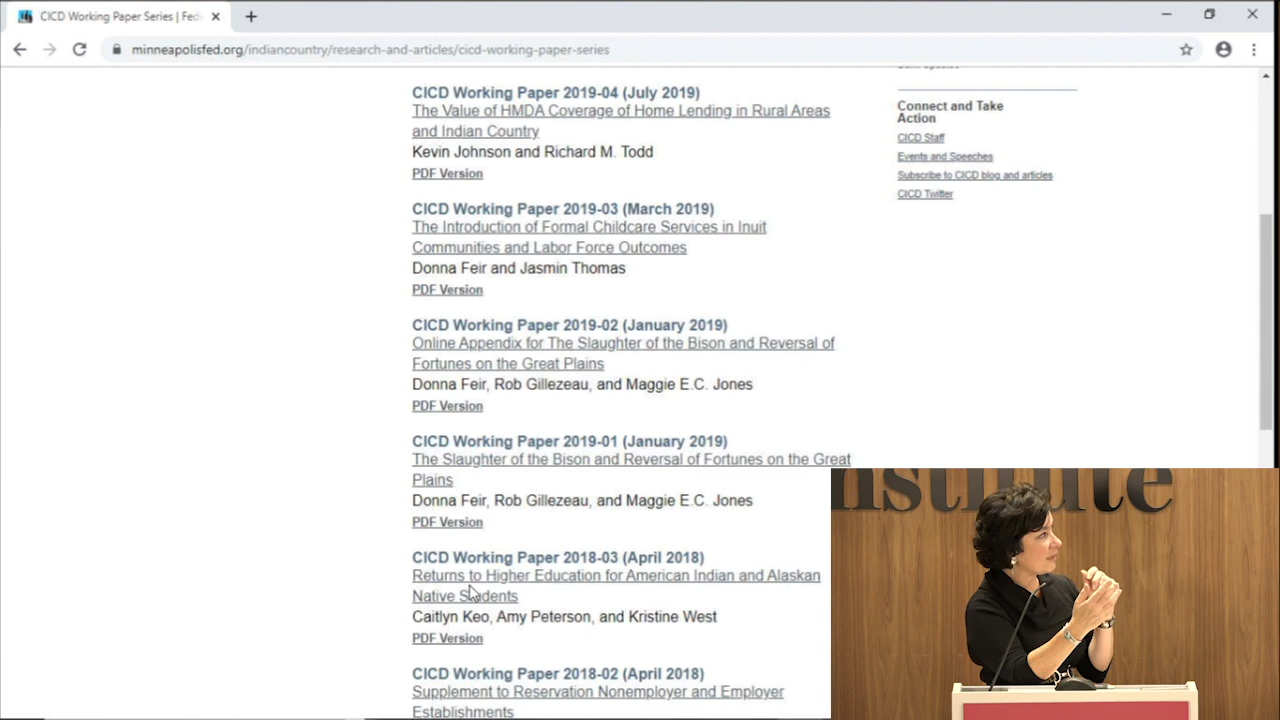 CICD Working Paper Series | Fed
minneapolisfed.org/indiancountry/research-and-articles/cicd-working-paper-series
CICD Working Paper 2019-04 (July 2019)
The Value of HMDA Coverage of Home Lending in Rural Areas
and Indian Country
Kevin Johnson and Richard M. Todd
PDF Version
CICD Working Paper 2019-03 (March 2019)
The Introduction of Formal Childcare Services in Inuit
Communities and Labor Force Outcomes
Donna Feir and Jasmin Thomas
PDF Version
CICD Working Paper 2019-02 (January 2019)
Online Appendix for The Slaughter of the Bison and Reversal of
Fortunes on the Great Plains
Donna Feir, Rob Gillezeau, and Maggie E.C. Jones
PDF Version
CICD Working Paper 2019-01 (January 2019)
The Slaughter of the Bison and Reversal of Fortunes on the Great
Plains
Donna Feir, Rob Gillezeau, and Maggie E.C. Jones
PDF Version
CICD Working Paper 2018-03 (April 2018)
Returns to Higher Education for American Indian and Alaskan
Native Students
Caitlyn Keo, Amy Peterson, and Kristine West
PDF Version
CICD Working Paper 2018-02 (April 2018)
Supplement to Reservation Nonemployer and Employer
Establishments
Connect and Take
Action
CICD Staff
Events and Speeches
Subscribe to CICD blog and articles
CICD Twitter
nstitute